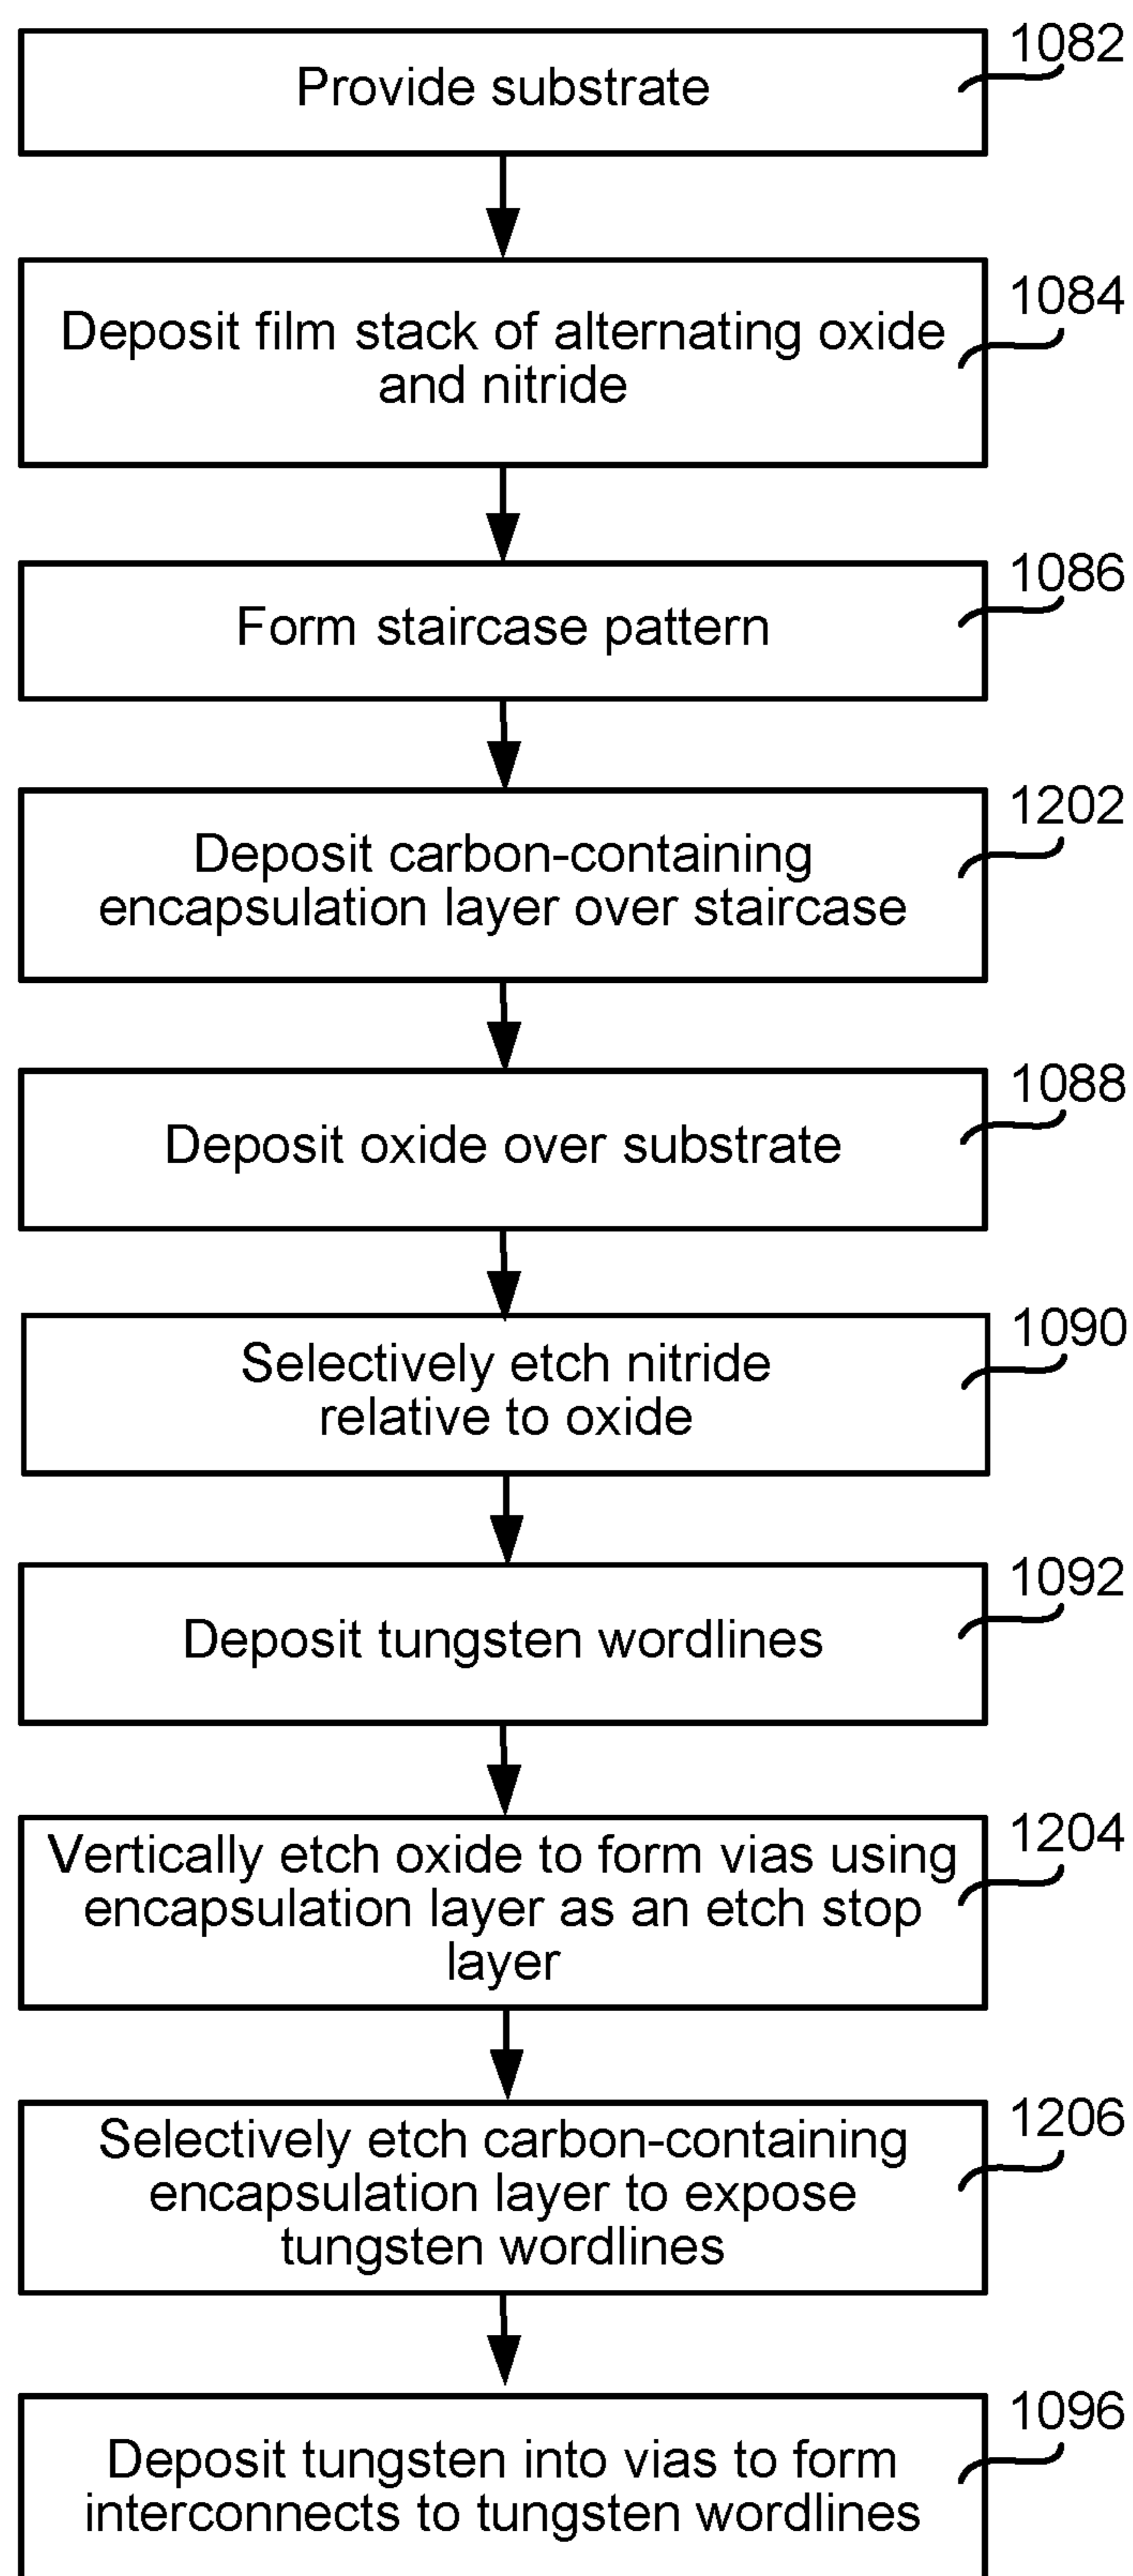 1082
Provide substrate
1084
Deposit film stack of alternating oxide
and nitride
1086
Form staircase pattern
1202
Deposit carbon-containing
encapsulation layer over staircase
1088
Deposit oxide over substrate
1090
Selectively etch nitride
relative to oxide
1092
Deposit tungsten wordlines
1204
Vertically etch oxide to form vias using
encapsulation layer as an etch stop
layer
1206
Selectively etch carbon-containing
encapsulation layer to expose
tungsten wordlines
1096
Deposit tungsten into vias to form
interconnects to tungsten wordlines